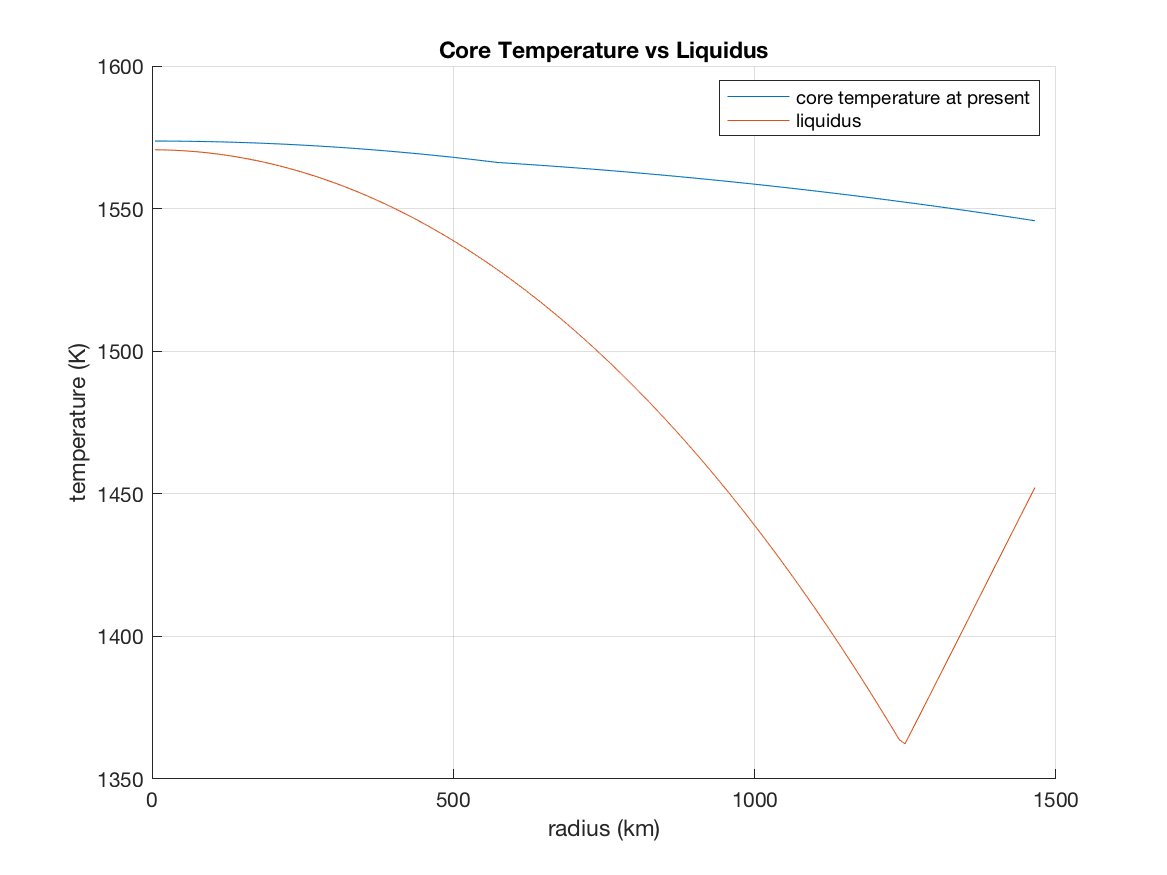 Core Temperature vs Liquidus
core temperature at present
liquidus
temperature (K)
1600
1550
1500
1450
1400
1350
0 500 1000 1500
radius (km)